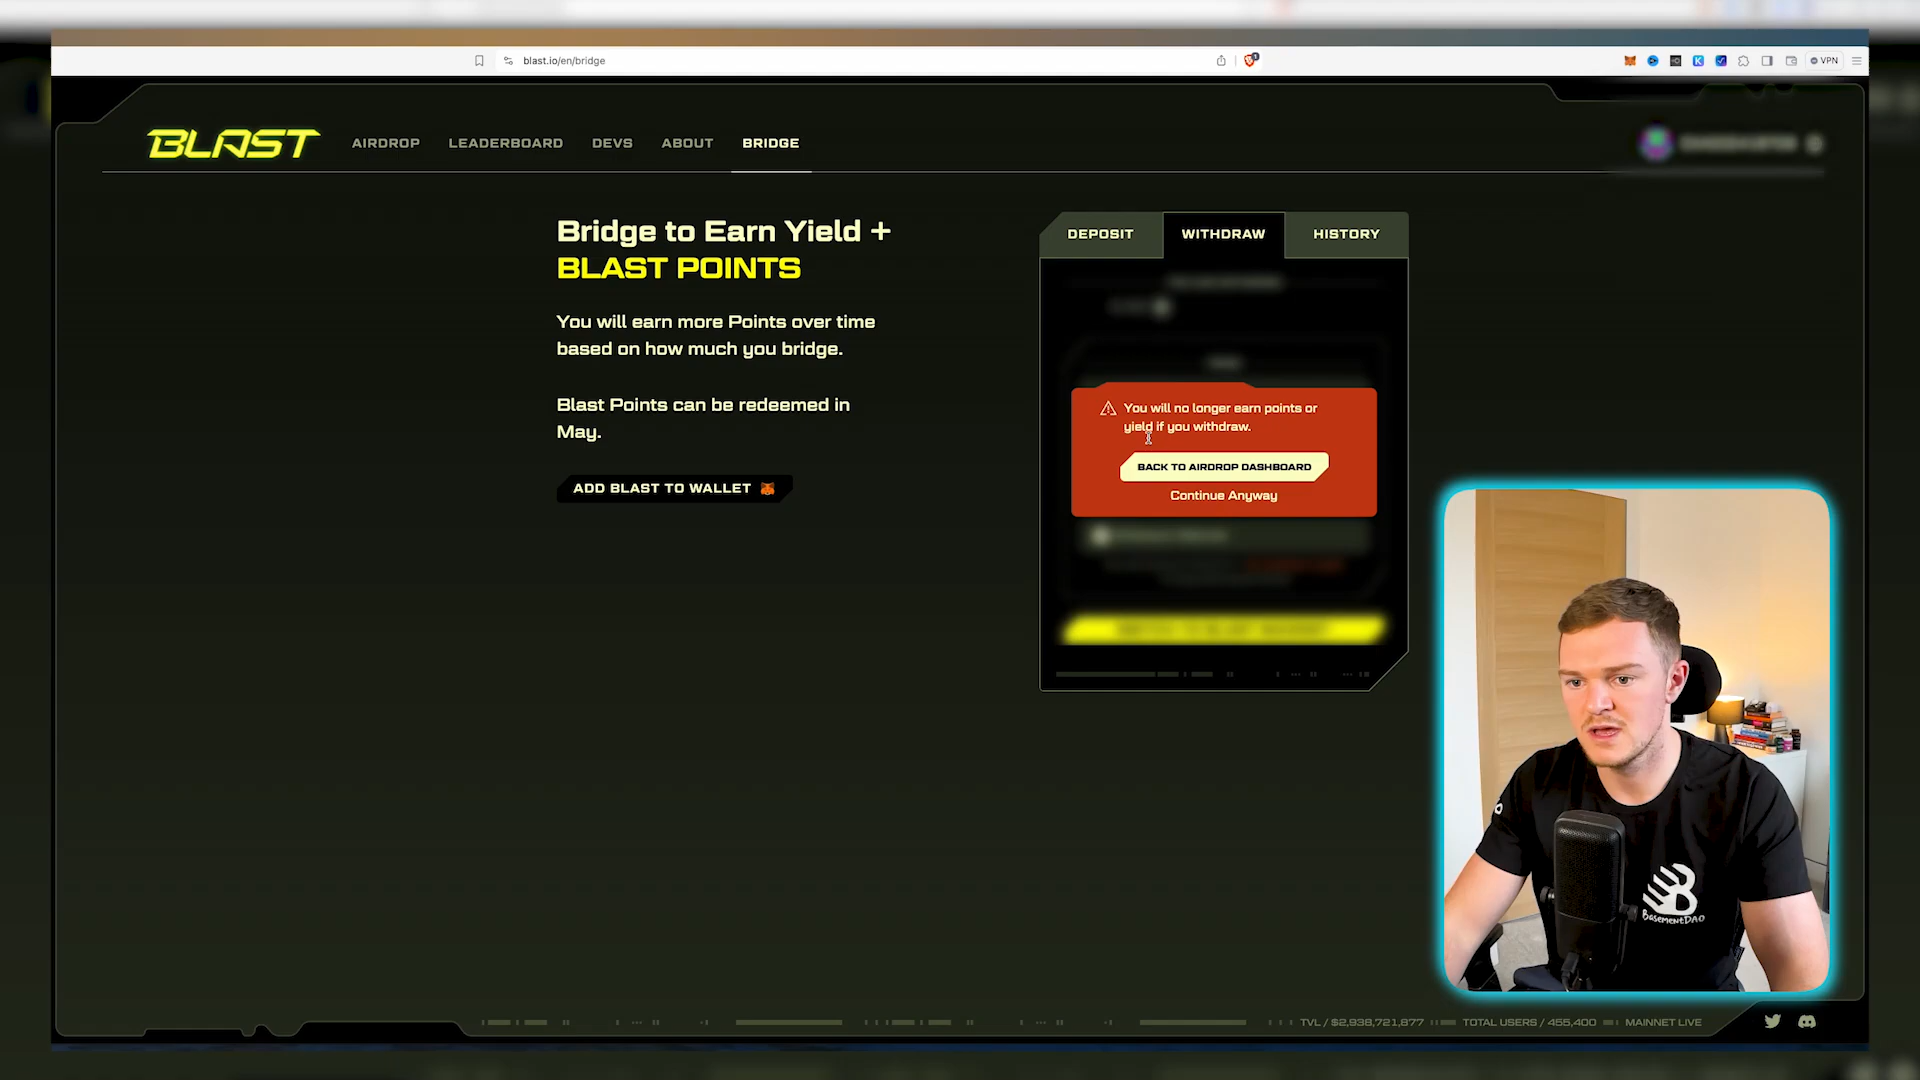 blast.io/en/bridge
VPN
BLAST
AIRDROP
LEADERBOARD
DEVS
ABOUT
BRIDGE
Bridge to Earn Yield +
BLAST POINTS
You will earn more Points over time
based on how much you bridge.
Blast Points can be redeemed in
May.
ADD BLAST TO WALLET
DEPOSIT
WITHDRAW
HISTORY
You will no longer earn points or
yield if you withdraw.
BACK TO AIRDROP DASHBOARD
Continue Anyway
BasementDAO
TVL / $2,938,721,877
TOTAL USERS / 455,400
MAINNET LIVE